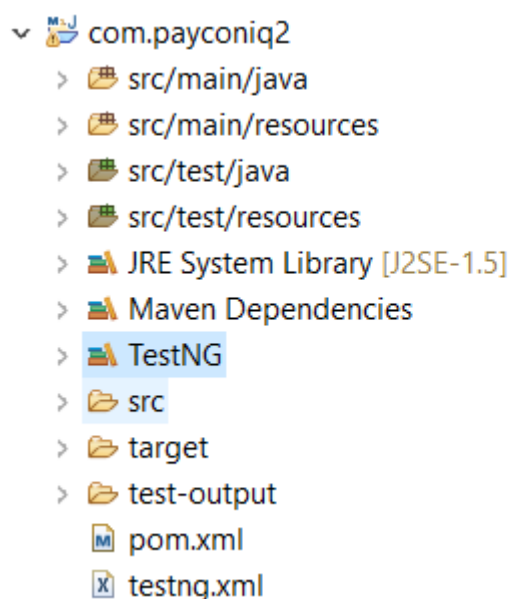 com.payconiq2
src/main/java
src/main/resources
src/test/java
src/test/resources
JRE System Library [J2SE-1.5]
Maven Dependencies
TestNG
src
target
test-output
pom.xml
testng.xml